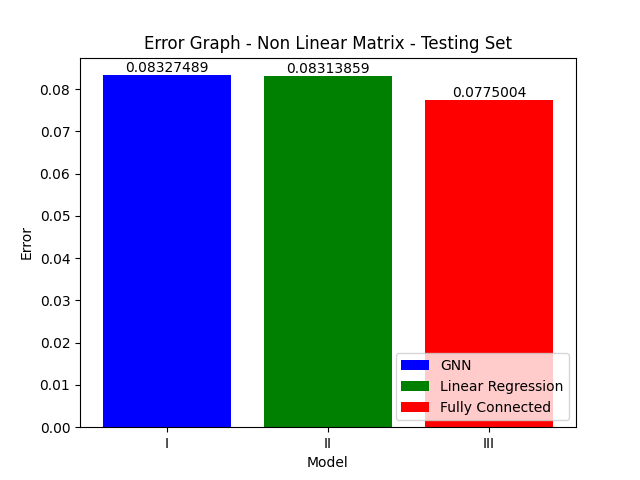 Error Graph - Non Linear Matrix - Testing Set
0.08327489
0.08313859
0.0775004
0.08
0.07
0.06
0.05
0.04
0.03
0.02
0.01
0.00
Error
GNN
Linear Regression
Fully Connected
I
II
III
Model